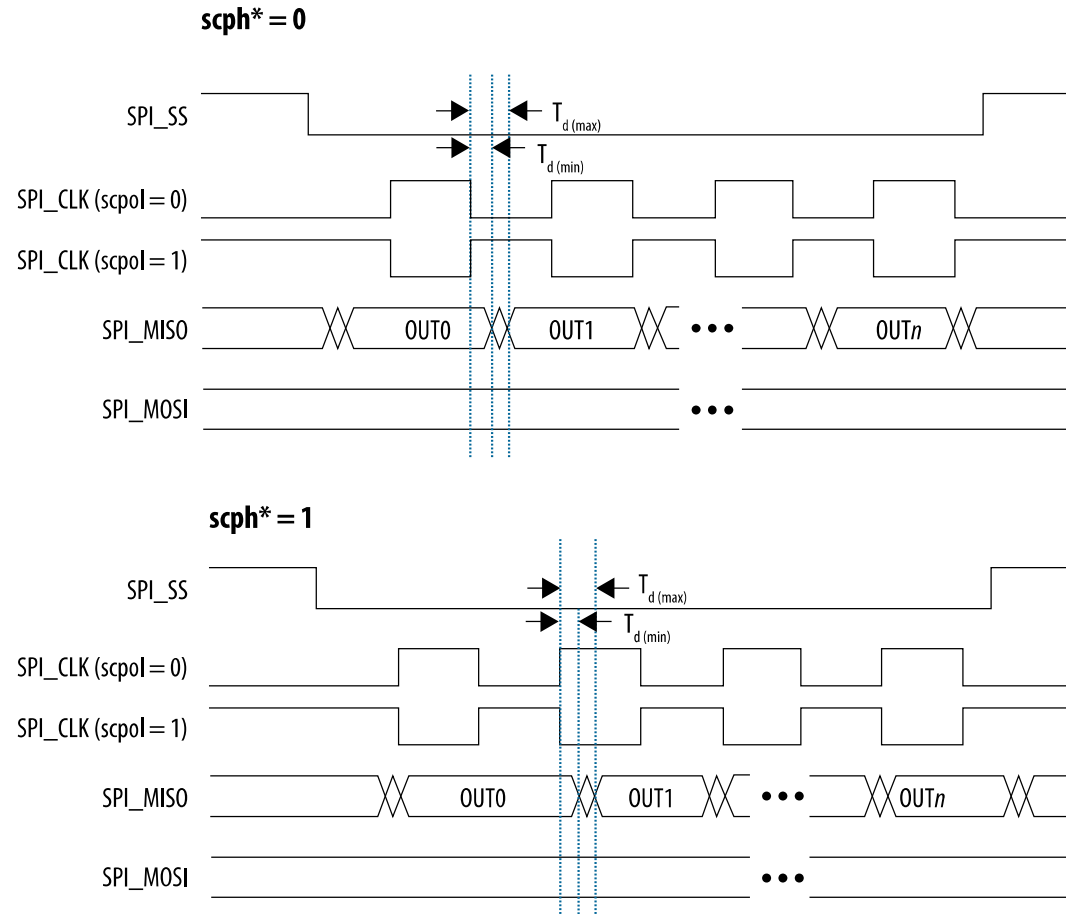 scph* = 0
SPI_SS
T d (max)
T d (min)
SPI_CLK (scpol = 0)
SPI_CLK (scpol = 1)
SPI_MISO
OUT0
OUT1
• • •
OUTn
SPI_MOSI
• • •
scph* = 1
SPI_SS
T d (max)
T d (min)
SPI_CLK (scpol = 0)
SPI_CLK (scpol = 1)
SPI_MISO
OUT0
OUT1
• • •
OUTn
SPI_MOSI
• • •